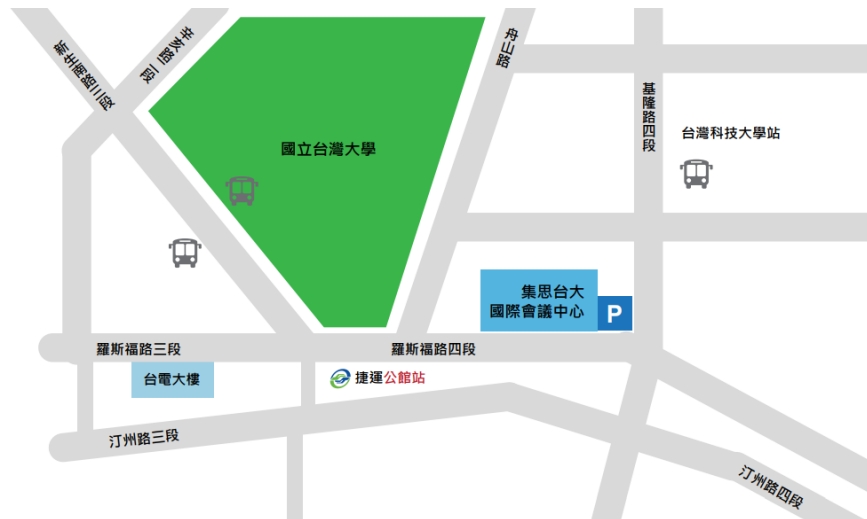 新生南路三段
辛亥路一段
舟山路
基隆路四段
台灣科技大學站
國立台灣大學
集思台大
國際會議中心
P
羅斯福路三段
羅斯福路四段
台電大樓
捷運公館站
汀州路三段
汀州路四段